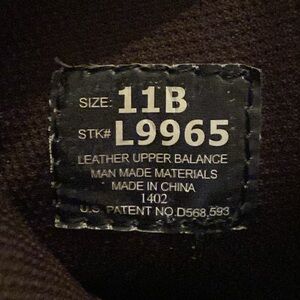 SIZE: 11B
STK# L9965
LEATHER UPPER BALANCE
MAN MADE MATERIALS
MADE IN CHINA
1402
U.S. PATENT NO.D568,593